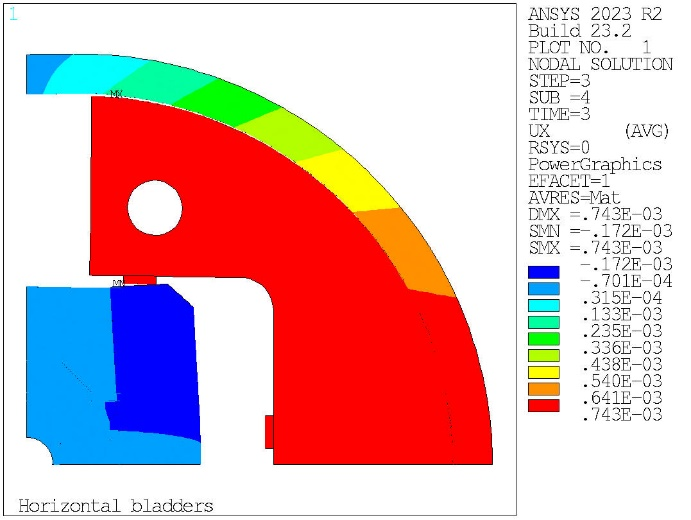 1
ANSYS 2023 R2
Build 23.2
PLOT NO.   1
NODAL SOLUTION
STEP=3
SUB =4
TIME=3
UX       (AVG)
RSYS=0
PowerGraphics
EFACET=1
AVRES=Mat
DMX =.743E-03
SMN =-.172E-03
SMX =.743E-03
-.172E-03
-.701E-04
.315E-04
.133E-03
.235E-03
.336E-03
.438E-03
.540E-03
.641E-03
.743E-03
MX
MN
Horizontal bladders